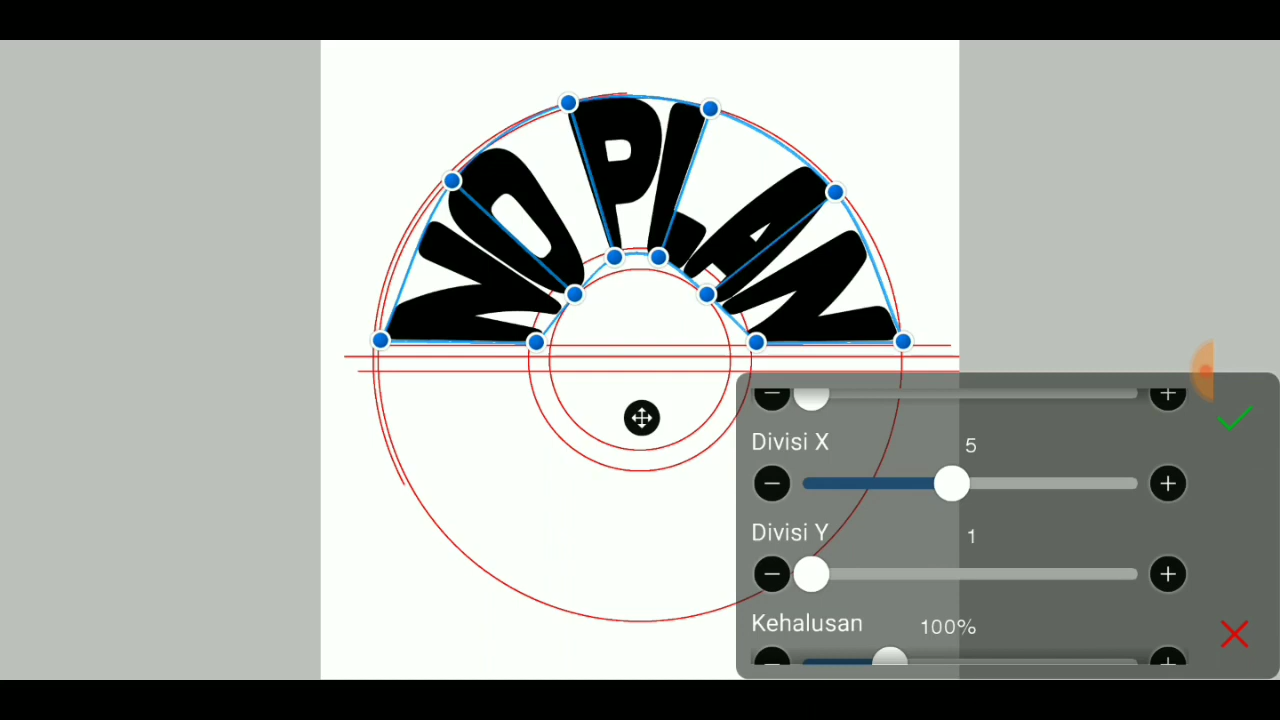 NO PLAN
Divisi X
5
Divisi Y
1
Kehalusan
100%